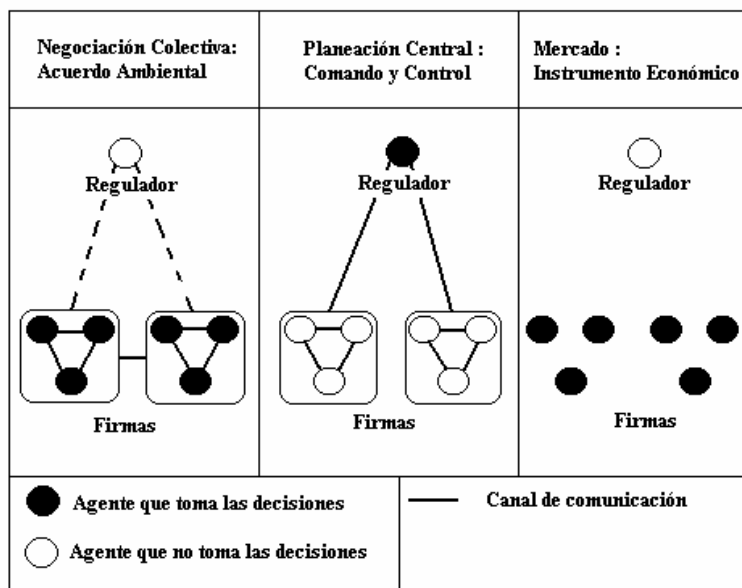 Negociación Colectiva:
Acuerdo Ambiental
Planeación Central :
Comando y Control
Mercado :
Instrumento Económico
Regulador
Firmas
Regulador
Firmas
Regulador
Firmas
Agente que toma las decisiones
Agente que no toma las decisiones
Canal de comunicación